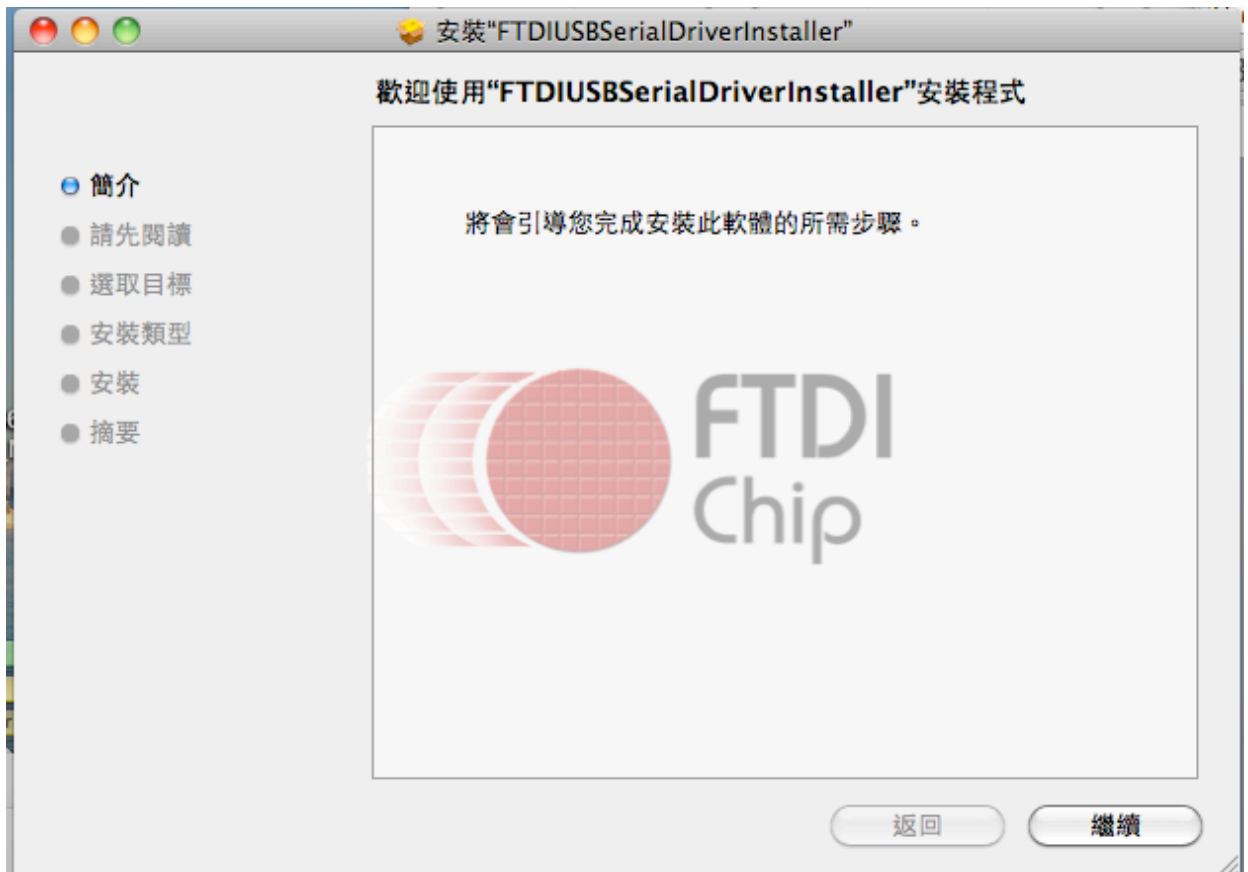 安裝“FTDIUSBSerialDriverInstaller”
歡迎使用“FTDIUSBSerialDriverInstaller”安裝程式
簡介
請先閱讀
選取目標
安裝類型
安裝
摘要
將會引導您完成安裝此軟體的所需步驟。
FTDI
Chip
返回
繼續